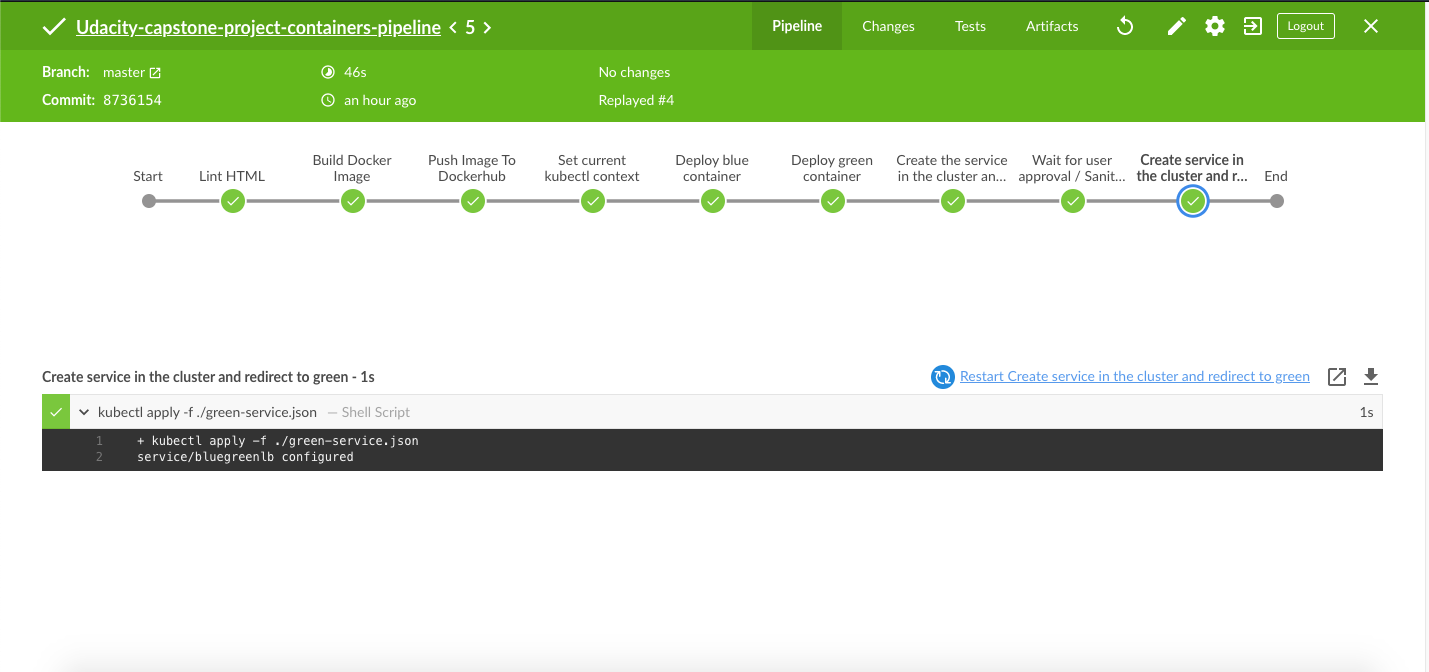 Udacity-capstone-project-containers-pipeline < 5 >
Pipeline
Changes
Tests
Artifacts
Logout
Branch: master
46s
No changes
Commit: 8736154
an hour ago
Replayed #4
Start
Lint HTML
Build Docker
Image
Push Image To
Dockerhub
Set current
kubectl context
Deploy blue
container
Deploy green
container
Create the service
in the cluster an...
Wait for user
approval / Sanit...
Create service in
the cluster and r...
End
Create service in the cluster and redirect to green - 1s
Restart Create service in the cluster and redirect to green
kubectl apply -f ./green-service.json — Shell Script
1s
1 + kubectl apply -f ./green-service.json
2 service/bluegreenlb configured